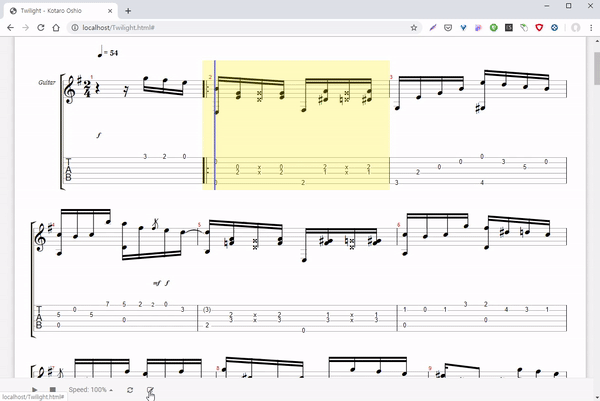 Twilight - Kotaro Oshio
localhost/Twilight.html#
= 54
Guitar
1
2
3
2
4
f
3 2 0
0 x 0 2 x 2
2 x 2 1 x 1
0 2
0 0 0 3 5 0
2 0
3 4
4
5
6
mf f
7 5 2 2 0
5 5 0 3
0 0
(3)
2 x 2 1 x 1
3 x 3 3 x 3
2
1 0 3 2
0 4 3 1
0
7
8
9
Speed: 100%
localhost/Twilight.html#